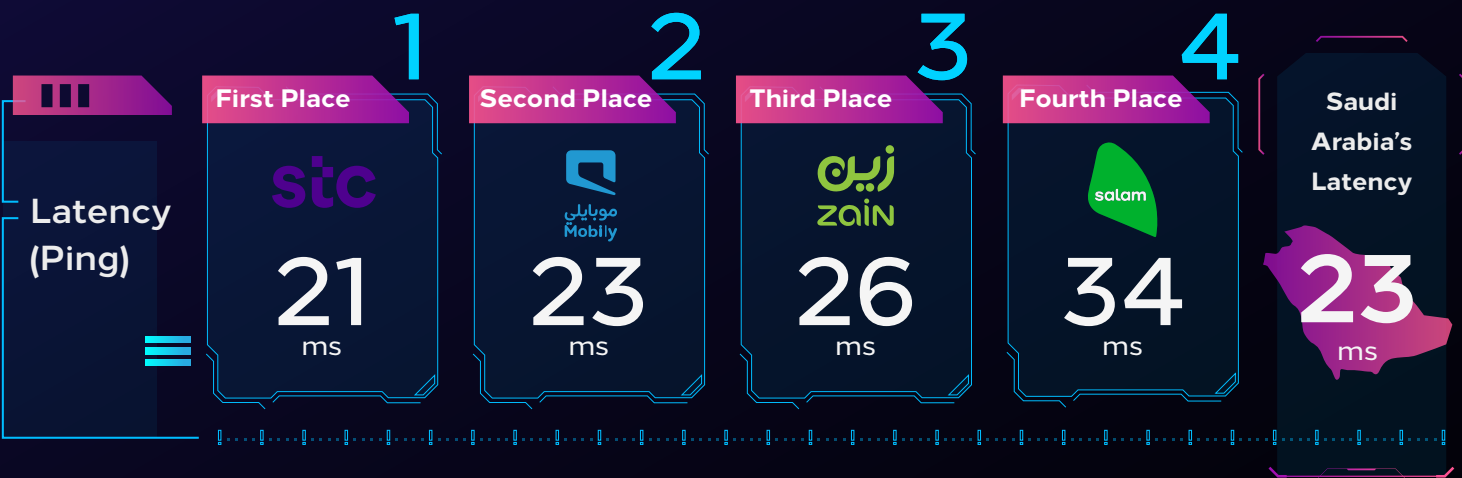 Latency
(Ping)
1
First Place
stc
21
ms
2
Second Place
موبايلي
Mobily
23
ms
3
Third Place
زين
zain
26
ms
4
Fourth Place
salam
34
ms
Saudi
Arabia’s
Latency
23
ms